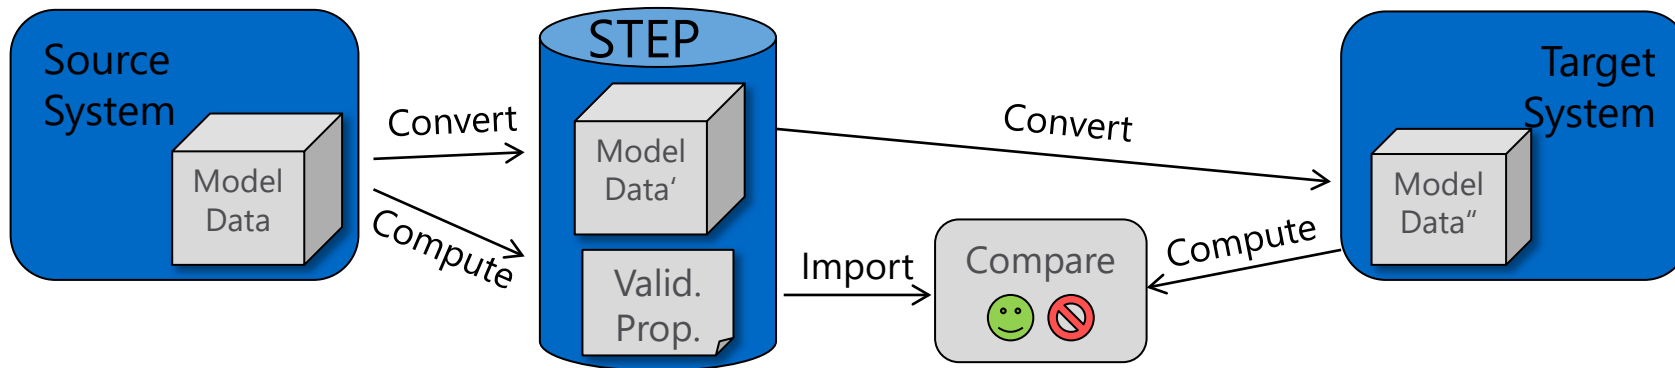 Source
System
Model
Data
Convert
Compute
STEP
Model
Data‘
Valid.
Prop.
Convert
Import
Compare
Compute
Target
System
Model
Data“